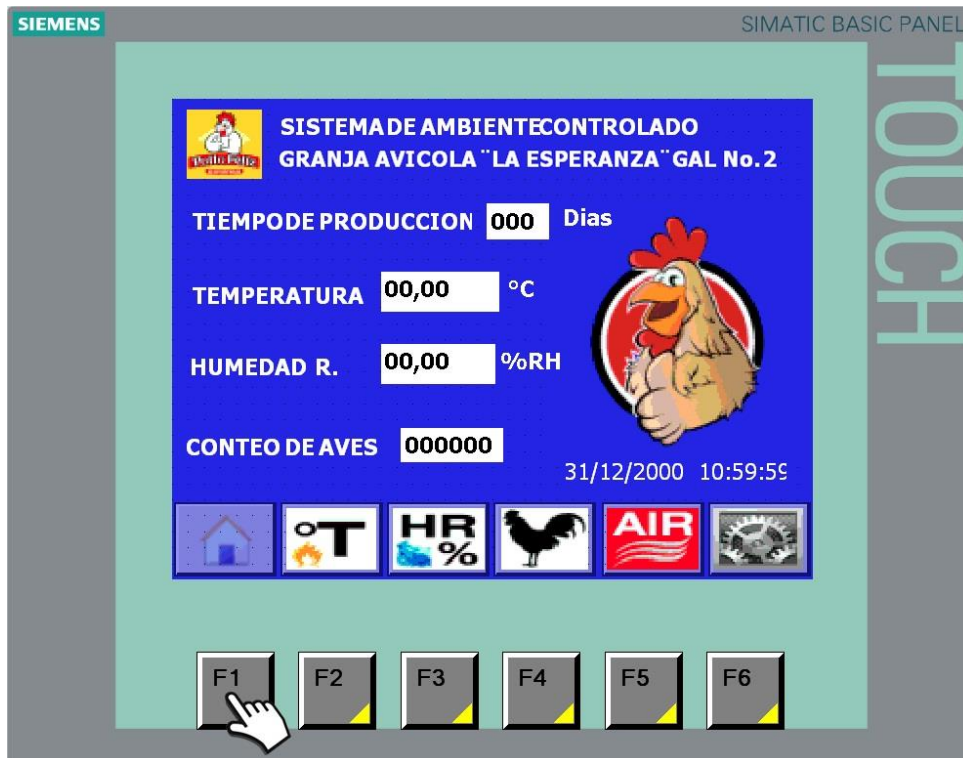 SIEMENS
SIMATIC BASIC PANEL
TOUCH
Pollo Feliz
SISTEMA DE AMBIENTE CONTROLADO
GRANJA AVICOLA ¨LA ESPERANZA¨ GAL No.2
TIEMPO DE PRODUCCION 000 Dias
TEMPERATURA 00,00 °C
HUMEDAD R. 00,00 %RH
CONTEO DE AVES 000000
31/12/2000 10:59:59
°T HR % AIR
F1 F2 F3 F4 F5 F6